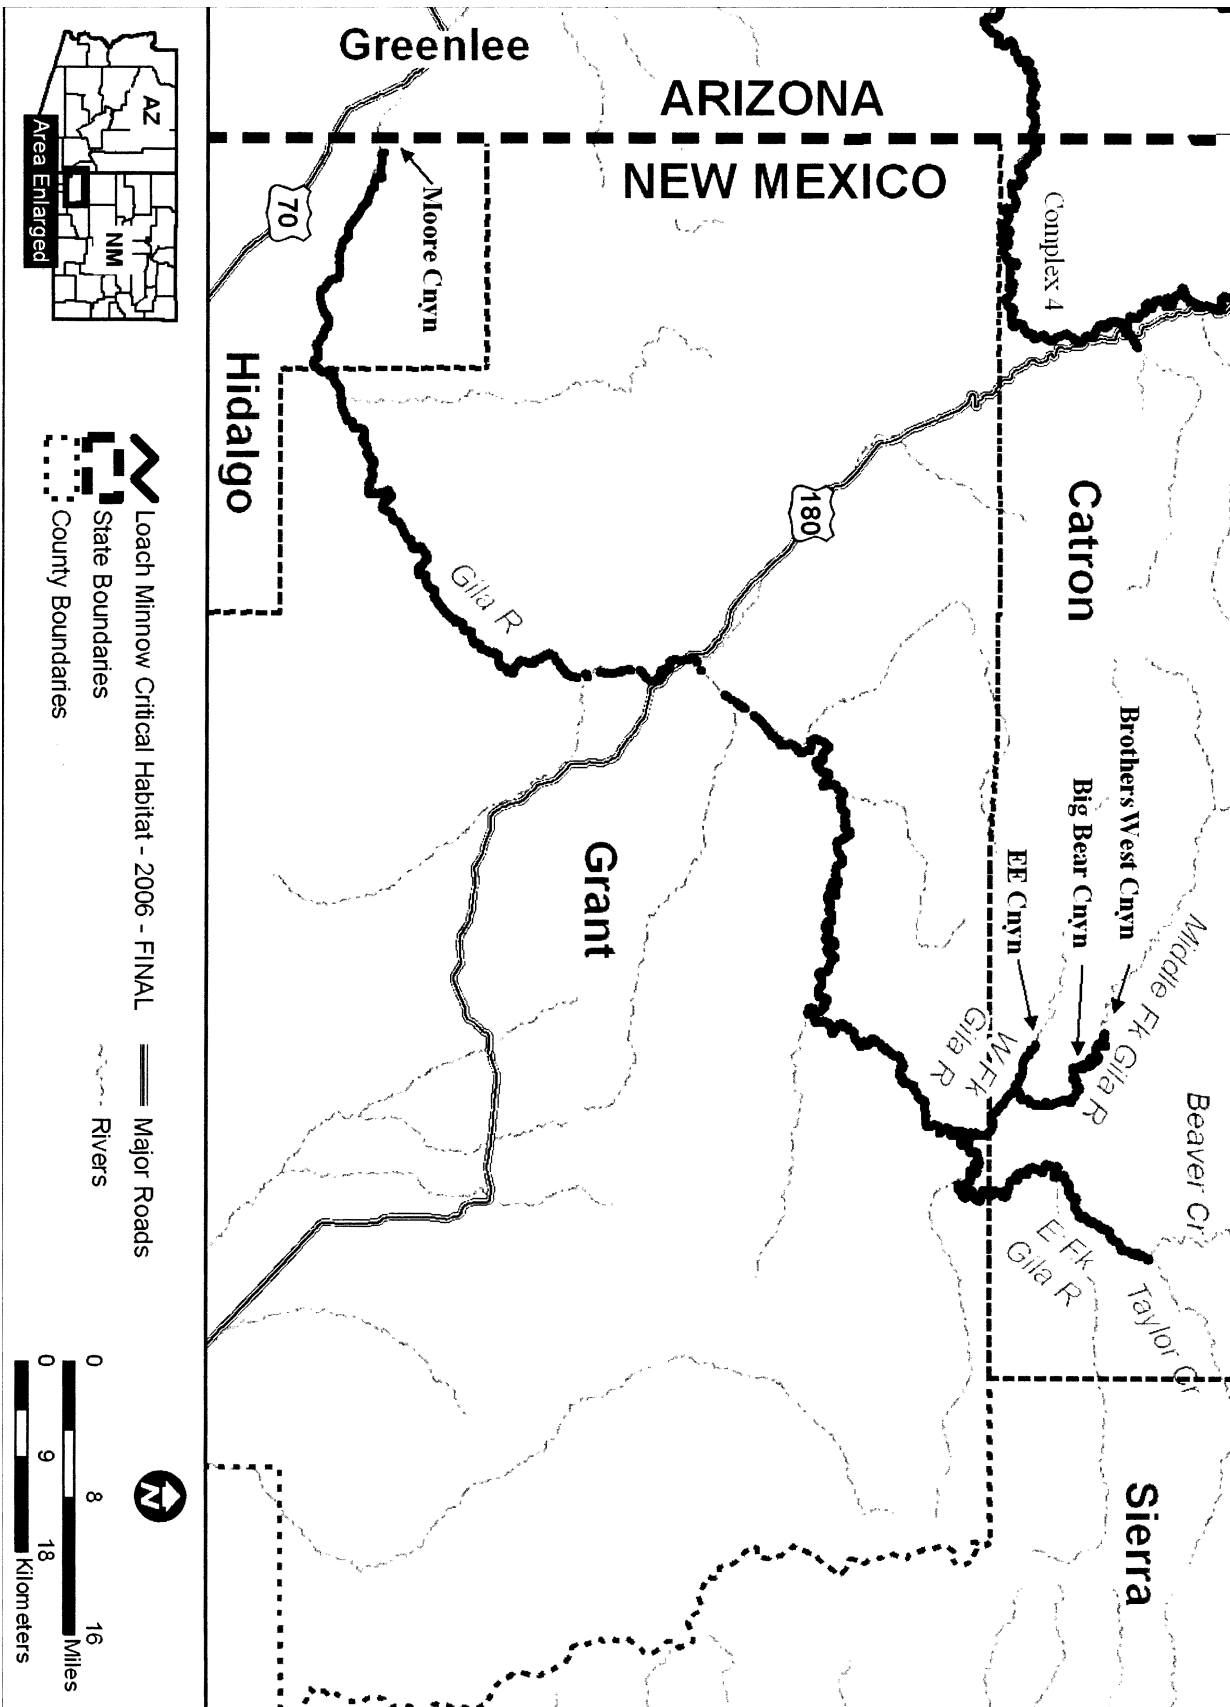 Greenlee
ARIZONA
NEW MEXICO
70
Moore Cnyn
Complex 4
Hidalgo
Catron
180
Gila R
Grant
Brothers West Cnyn
Big Bear Cnyn
EE Cnyn
Middle Fk Gila R
W Fk
Gila R
Beaver Cr
E Fk
Gila R
Taylor Cr
Sierra
AZ
NM
Area Enlarged
Loach Minnow Critical Habitat - 2006 - FINAL
State Boundaries
County Boundaries
Major Roads
Rivers
N
0 8 16
Miles
0 9 18
Kilometers